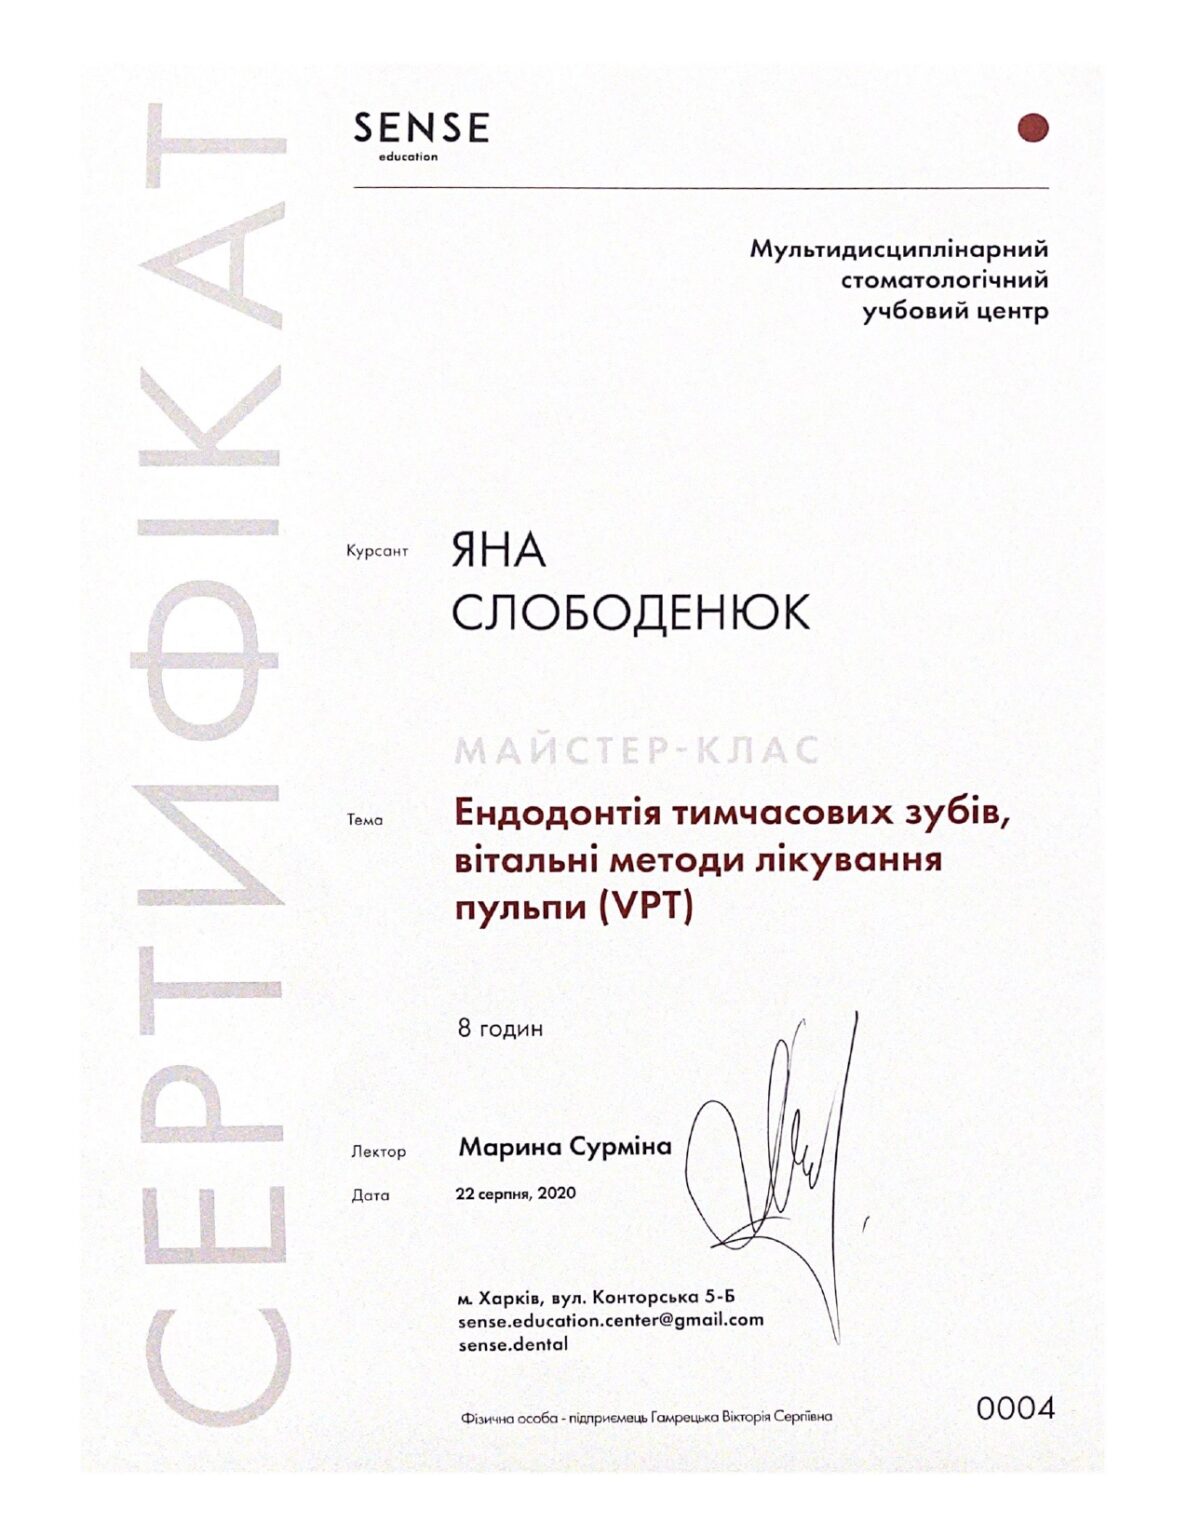 СЕРТИФІКАТ
SENSE
education
Мультидисциплінарний
стоматологічний
учбовий центр
Курсант
ЯНА
СЛОБОДЕНЮК
МАЙСТЕР-КЛАС
Тема
Ендодонтія тимчасових зубів,
вітальні методи лікування
пульпи (VPT)
8 годин
Лектор
Марина Сурміна
Дата
22 серпня, 2020
м. Харків, вул. Конторська 5-Б
sense.education.center@gmail.com
sense.dental
Фізична особа - підприємець Гамрецька Вікторія Сергіївна
0004